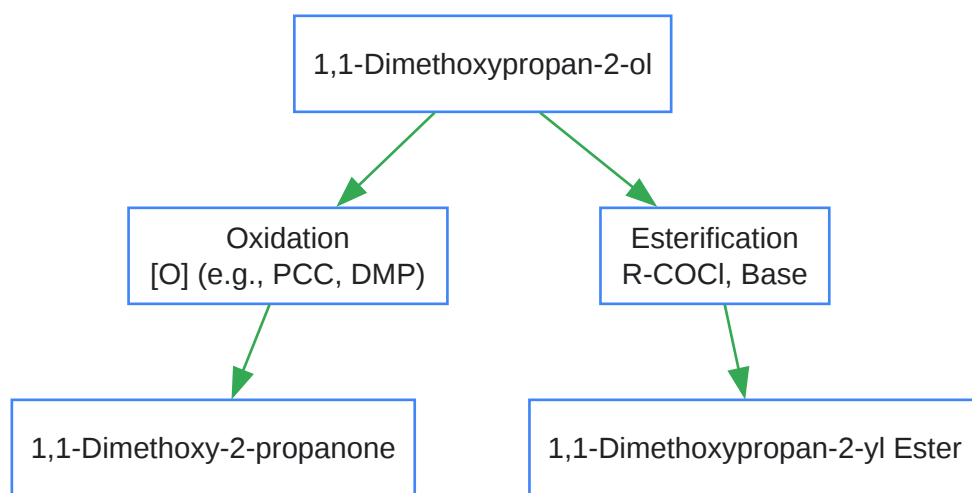 1,1-Dimethoxypropan-2-ol
Oxidation
[O] (e.g., PCC, DMP)
Esterification
R-COCl, Base
1,1-Dimethoxy-2-propanone
1,1-Dimethoxypropan-2-yl Ester